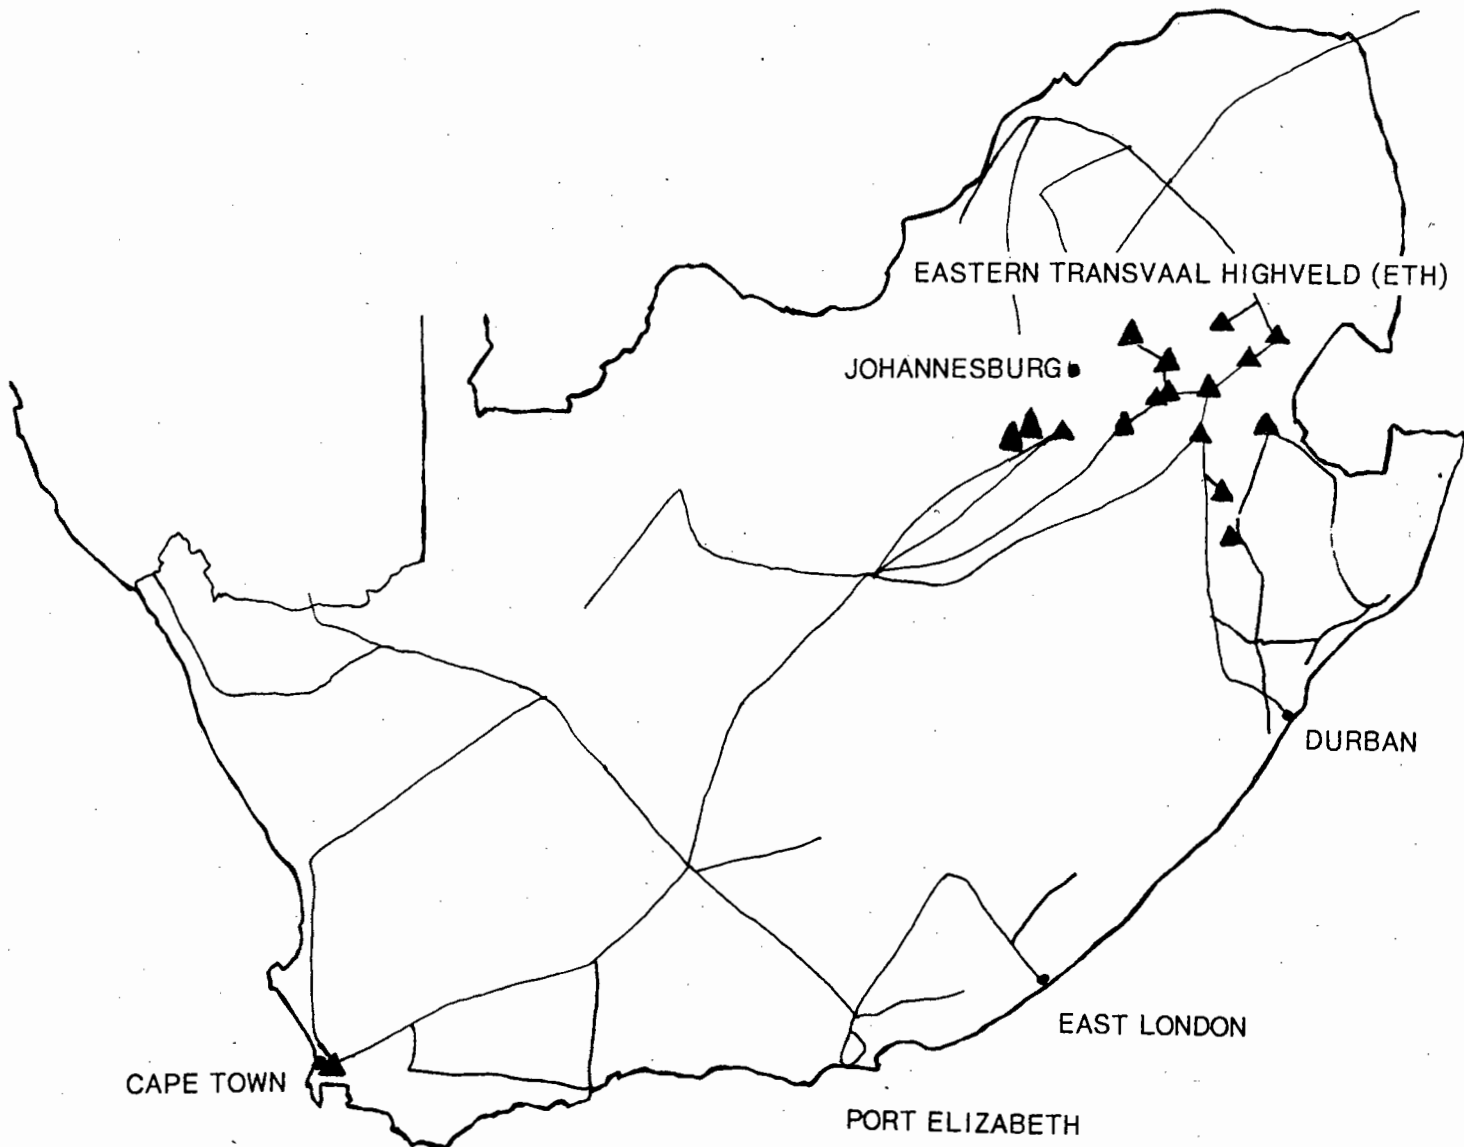 EASTERN TRANSVAAL HIGHVELD (ETH)
JOHANNESBURG
DURBAN
EAST LONDON
CAPE TOWN
PORT ELIZABETH